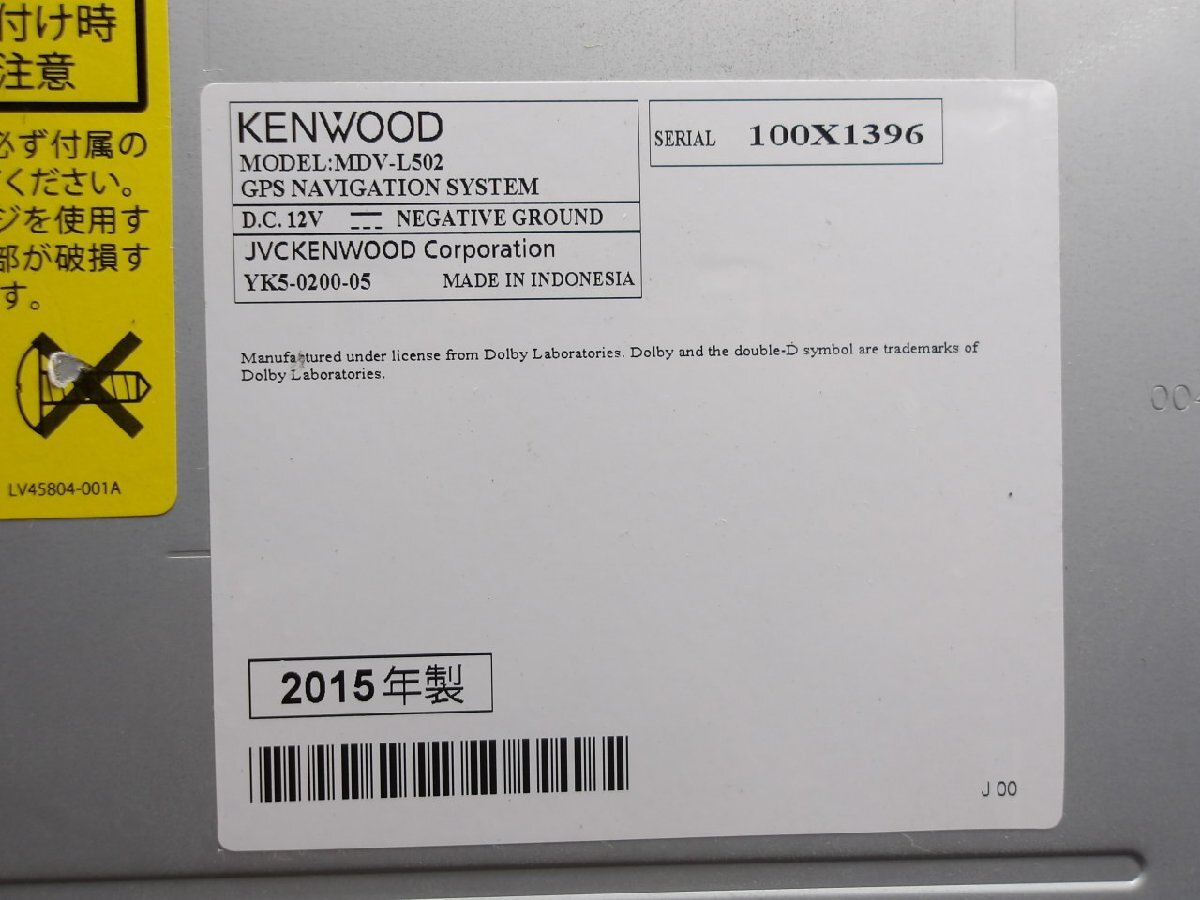 付け時
注意
必ず付属の
ください。
ジを使用す
部が破損す
す。
LV45804-001A
KENWOOD
MODEL:MDV-L502
GPS NAVIGATION SYSTEM
D.C. 12V NEGATIVE GROUND
JVCKENWOOD Corporation
YK5-0200-05 MADE IN INDONESIA
SERIAL 100X1396
Manufactured under license from Dolby Laboratories. Dolby and the double-D symbol are trademarks of
Dolby Laboratories.
2015年製
J 00
00